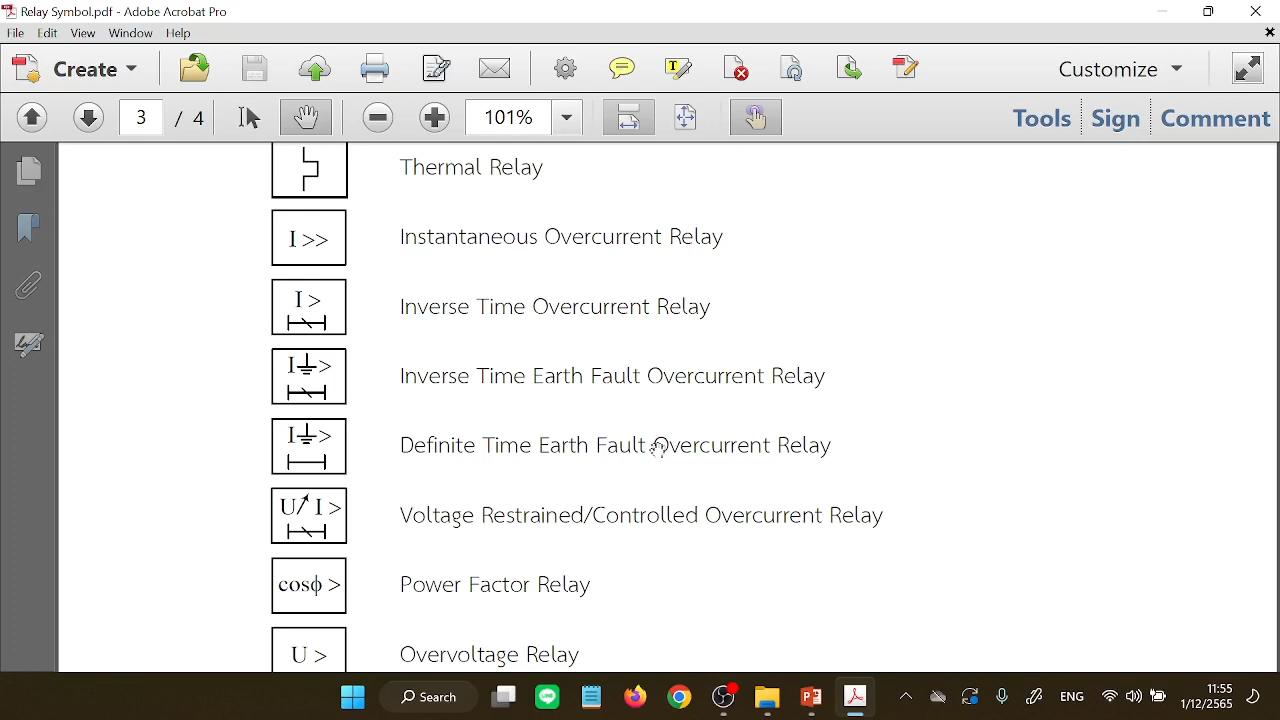 Relay Symbol.pdf - Adobe Acrobat Pro
File Edit View Window Help
Create
Customize
3 / 4
101%
Tools Sign Comment
Thermal Relay
I >> Instantaneous Overcurrent Relay
I > Inverse Time Overcurrent Relay
I > Inverse Time Earth Fault Overcurrent Relay
I > Definite Time Earth Fault Overcurrent Relay
U I > Voltage Restrained/Controlled Overcurrent Relay
cosϕ > Power Factor Relay
U > Overvoltage Relay
Search
ENG
11:55
1/12/2565